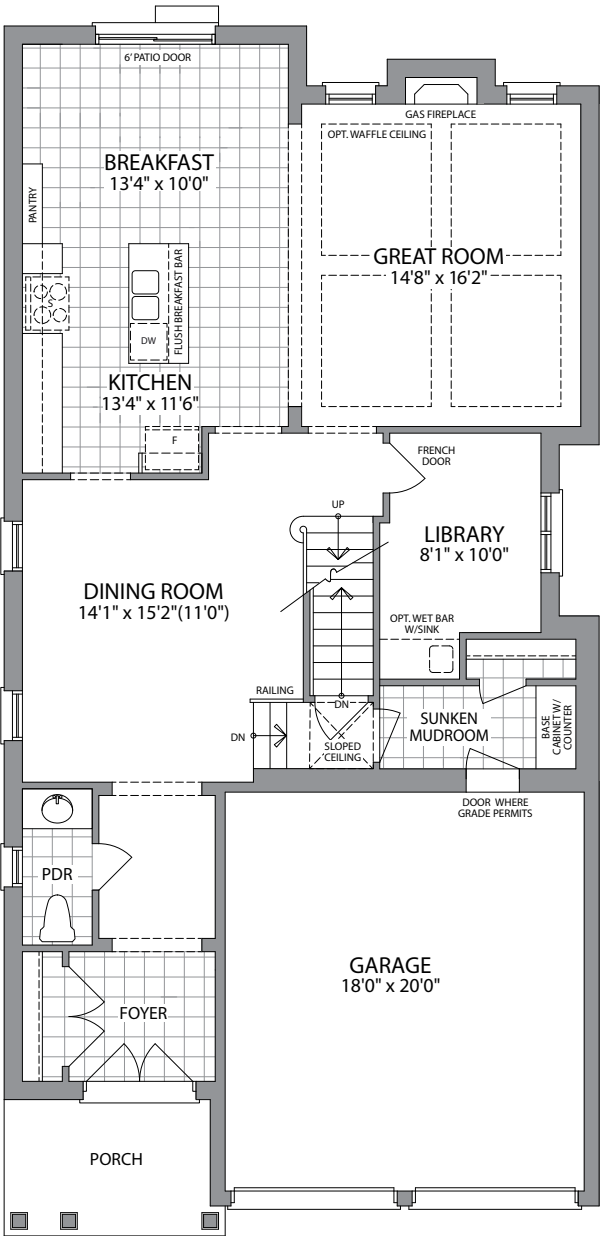 6' PATIO DOOR
GAS FIREPLACE
OPT. WAFFLE CEILING
BREAKFAST
13'4" x 10'0"
PANTRY
GREAT ROOM
14'8" x 16'2"
FLUSH BREAKFAST BAR
S
DW
KITCHEN
13'4" x 11'6"
F
FRENCH
DOOR
UP
LIBRARY
8'1" x 10'0"
DINING ROOM
14'1" x 15'2"(11'0")
OPT. WET BAR
W/SINK
RAILING
DN
SUNKEN
MUDROOM
BASE
CABINET W/
COUNTER
DN
SLOPED
CEILING
DOOR WHERE
GRADE PERMITS
PDR
GARAGE
18'0" x 20'0"
FOYER
PORCH